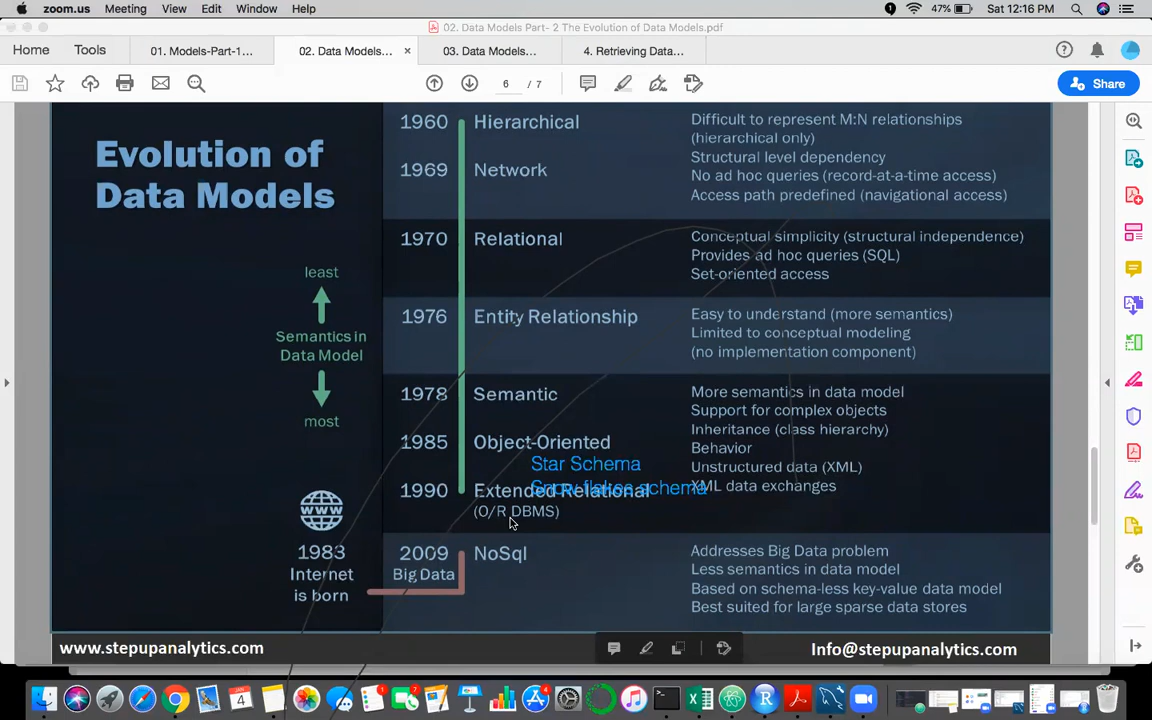 zoom.us Meeting View Edit Window Help 47% Sat 12:16 PM
02. Data Models Part- 2 The Evolution of Data Models.pdf
Home Tools 01. Models-Part-1... 02. Data Models... × 03. Data Models... 4. Retrieving Data...
6 / 7 Share
Evolution of
Data Models
least
Semantics in
Data Model
most
WWW
1983
Internet
is born
1960 Hierarchical
Difficult to represent M:N relationships
(hierarchical only)
1969 Network
Structural level dependency
No ad hoc queries (record-at-a-time access)
Access path predefined (navigational access)
1970 Relational
Conceptual simplicity (structural independence)
Provides ad hoc queries (SQL)
Set-oriented access
1976 Entity Relationship
Easy to understand (more semantics)
Limited to conceptual modeling
(no implementation component)
1978 Semantic
More semantics in data model
Support for complex objects
Inheritance (class hierarchy)
Behavior
Unstructured data (XML)
XML data exchanges
1985 Object-Oriented
Star Schema
Snow flakes schema
1990 Extended Relational
(O/R DBMS)
2009 NoSql
Big Data
Addresses Big Data problem
Less semantics in data model
Based on schema-less key-value data model
Best suited for large sparse data stores
www.stepupanalytics.com Info@stepupanalytics.com